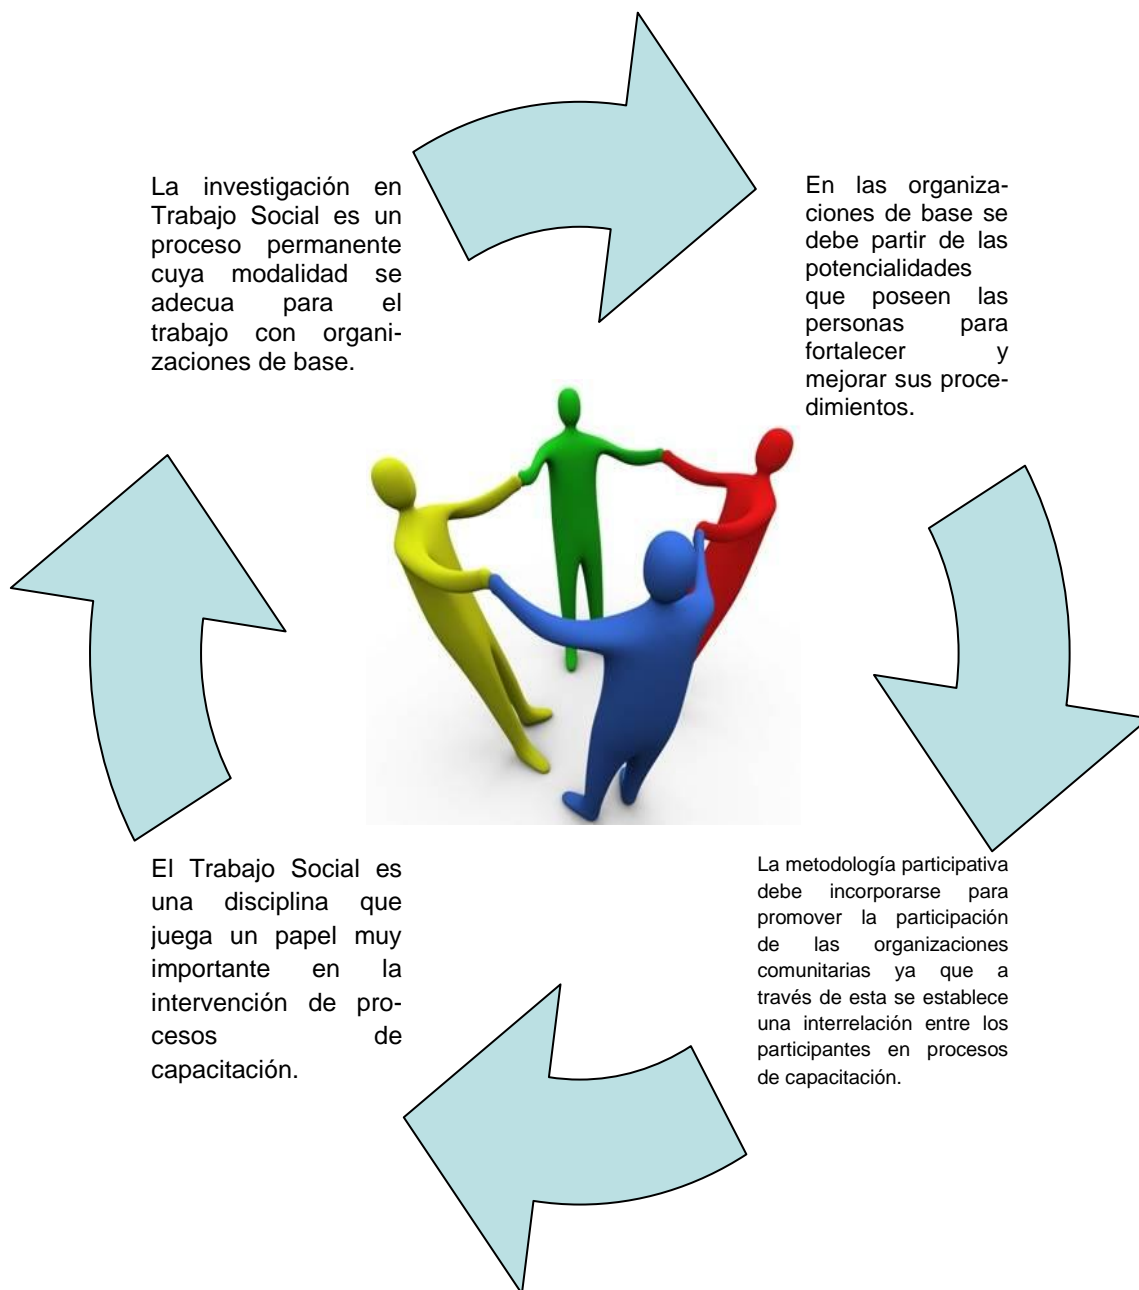 La investigación en
Trabajo Social es un
proceso permanente
cuya modalidad se
adecua para el
trabajo con organi-
zaciones de base.
En las organiza-
ciones de base se
debe partir de las
potencialidades
que poseen las
personas para
fortalecer y
mejorar sus proce-
dimientos.
La metodología participativa
debe incorporarse para
promover la participación
de las organizaciones
comunitarias ya que a
través de esta se establece
una interrelación entre los
participantes en procesos
de capacitación.
El Trabajo Social es
una disciplina que
juega un papel muy
importante en la
intervención de pro-
cesos de
capacitación.